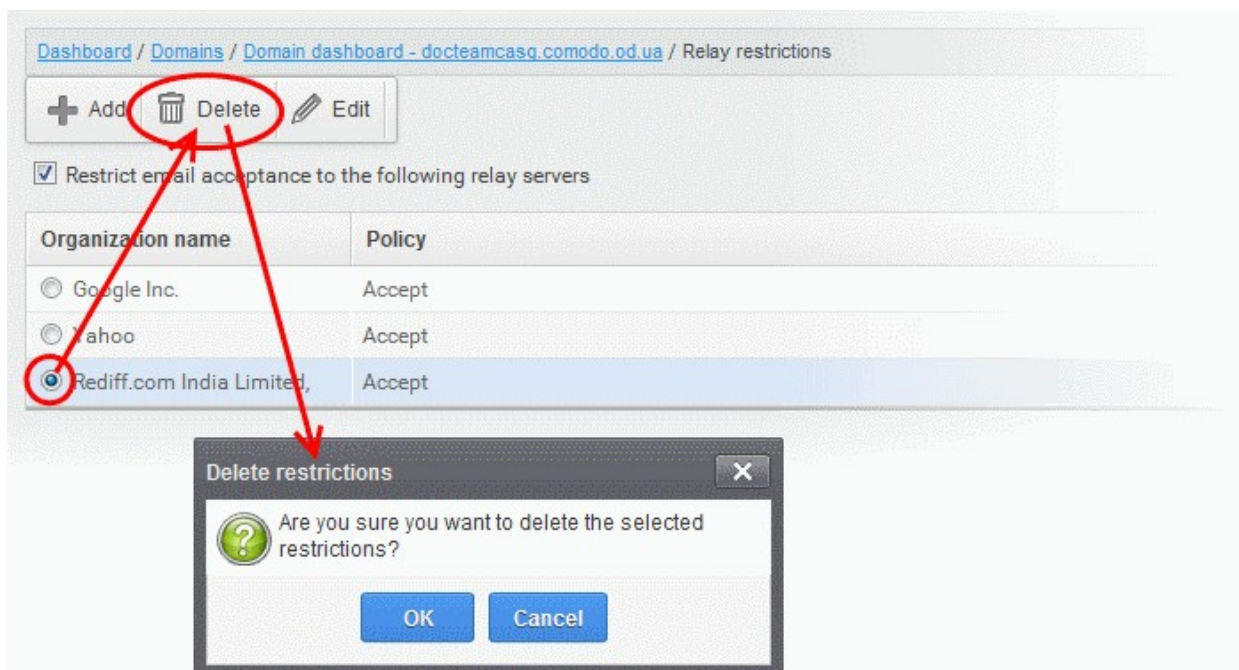 Dashboard / Domains / Domain dashboard - docteamcasg.comodo.od.ua / Relay restrictions
Add Delete Edit
Restrict email acceptance to the following relay servers
Organization name Policy
Google Inc. Accept
Yahoo Accept
Rediff.com India Limited, Accept
Delete restrictions
Are you sure you want to delete the selected
restrictions?
OK Cancel